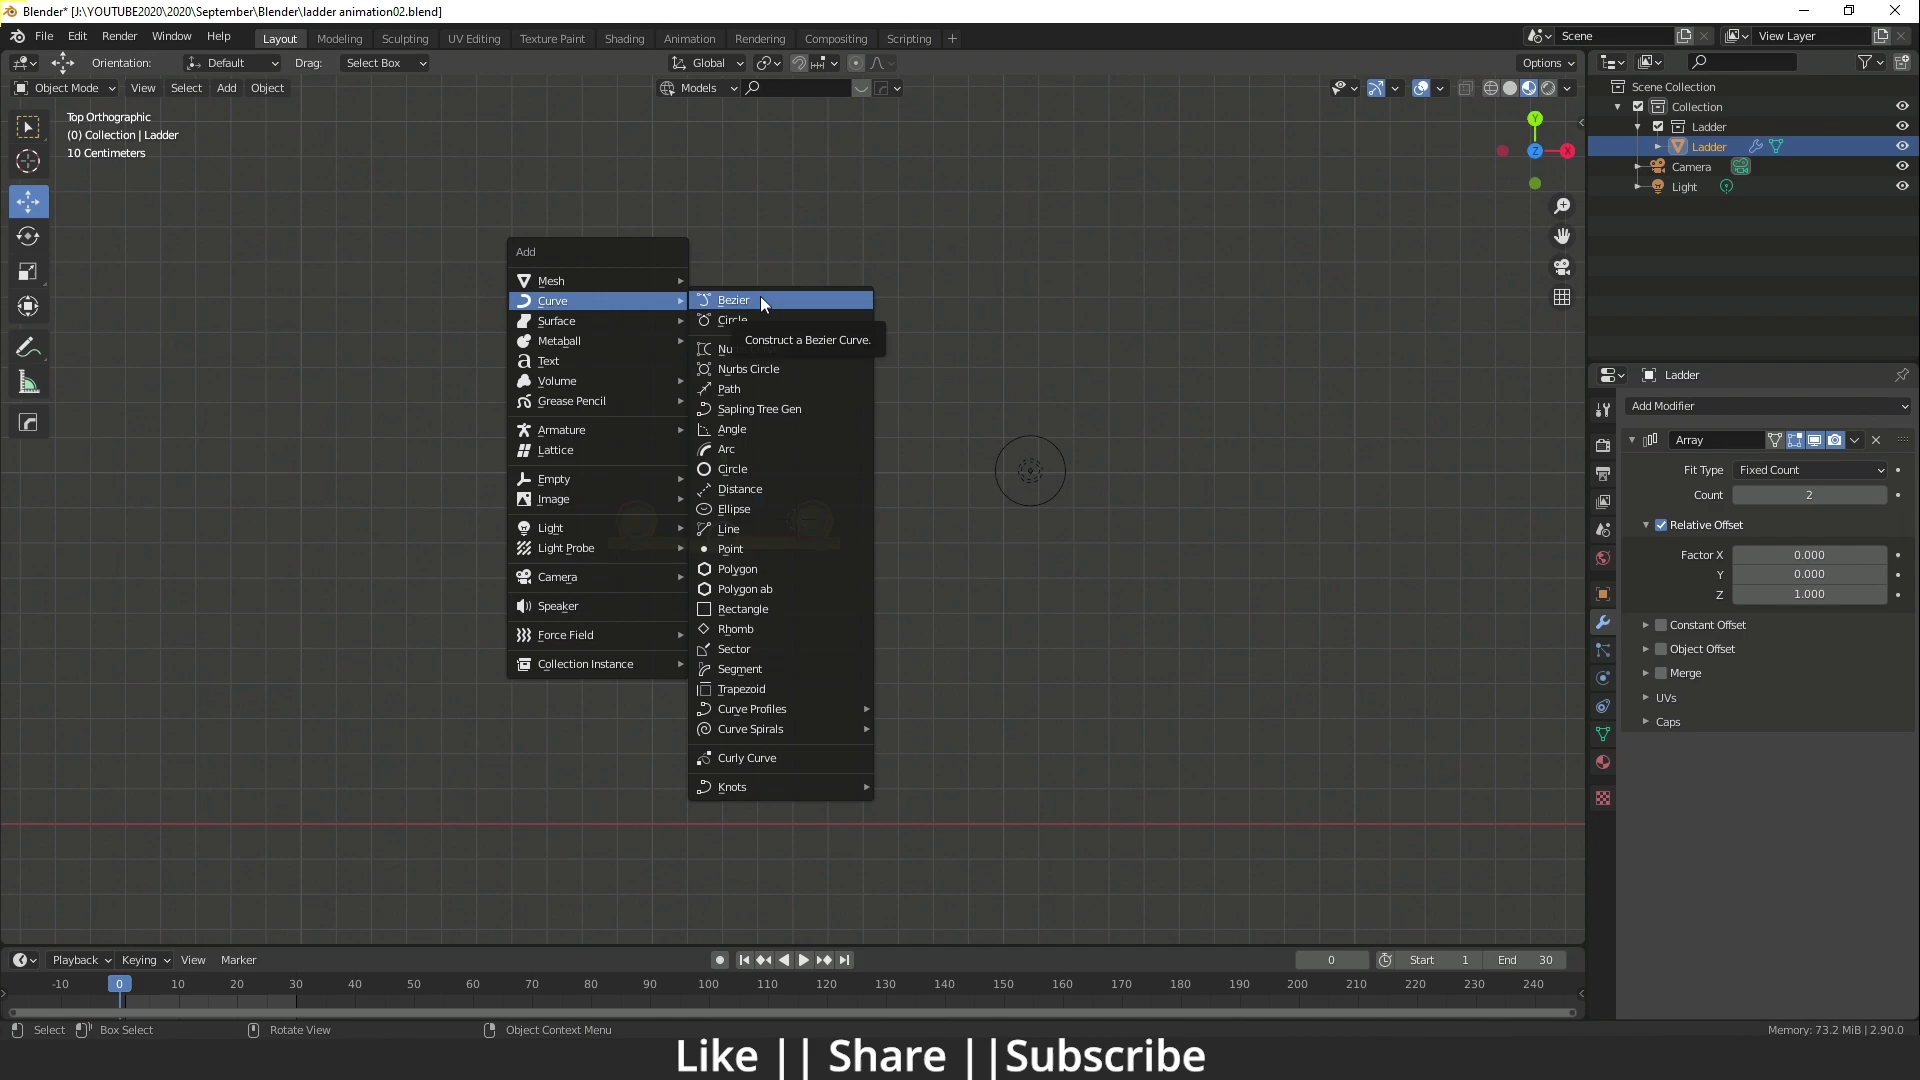 Blender* [J:\YOUTUBE2020\2020\September\Blender\ladder animation02.blend]
File Edit Render Window Help Layout Modeling Sculpting UV Editing Texture Paint Shading Animation Rendering Compositing Scripting + Scene View Layer
Orientation: Default Drag: Select Box Global Options
Object Mode View Select Add Object Models
Top Orthographic
(0) Collection | Ladder
10 Centimeters
Y
Z
X
Scene Collection
Collection
Ladder
Ladder
Camera
Light
Add
Mesh
Curve
Surface
Metaball
Text
Volume
Grease Pencil
Armature
Lattice
Empty
Image
Light
Light Probe
Camera
Speaker
Force Field
Collection Instance
Bezier
Circle
Construct a Bezier Curve.
Nu
Nurbs Circle
Path
Sapling Tree Gen
Angle
Arc
Circle
Distance
Ellipse
Line
Point
Polygon
Polygon ab
Rectangle
Rhomb
Sector
Segment
Trapezoid
Curve Profiles
Curve Spirals
Curly Curve
Knots
Ladder
Add Modifier
Array
Fit Type Fixed Count
Count 2
Relative Offset
Factor X 0.000
Y 0.000
Z 1.000
Constant Offset
Object Offset
Merge
UVs
Caps
Playback Keying View Marker 0 Start 1 End 30
-10 0 10 20 30 40 50 60 70 80 90 100 110 120 130 140 150 160 170 180 190 200 210 220 230 240
Select Box Select Rotate View Object Context Menu Memory: 73.2 MiB | 2.90.0
Like || Share ||Subscribe